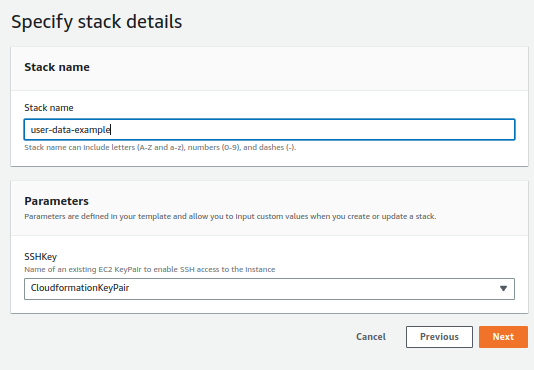 Specify stack details
Stack name
Stack name
user-data-example
Stack name can include letters (A-Z and a-z), numbers (0-9), and dashes (-).
Parameters
Parameters are defined in your template and allow you to input custom values when you create or update a stack.
SSHKey
Name of an existing EC2 KeyPair to enable SSH access to the instance
CloudformationKeyPair
Cancel
Previous
Next